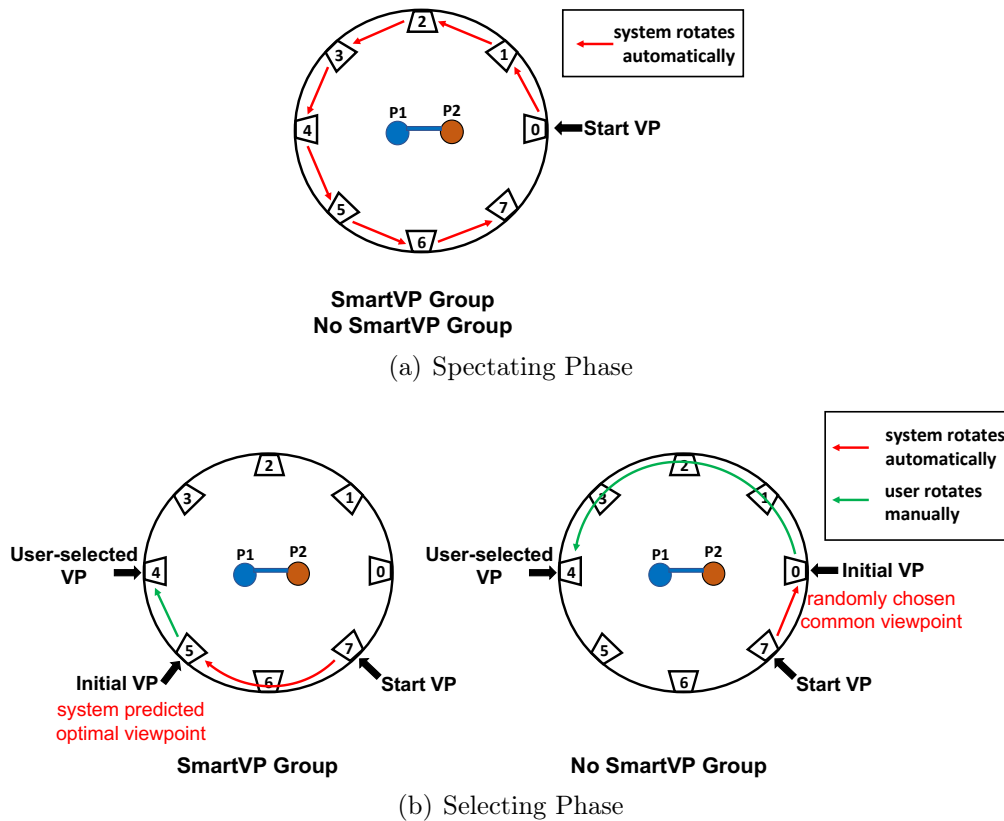 2
3
1
P1
P2
4
0
Start VP
5
7
6
system rotates
automatically
SmartVP Group
No SmartVP Group
(a) Spectating Phase
2
3
1
User-selected
VP
4
P1
P2
0
5
7
6
Initial VP
Start VP
system predicted
optimal viewpoint
SmartVP Group
2
3
1
User-selected
VP
4
P1
P2
0
Initial VP
randomly chosen
common viewpoint
5
7
6
Start VP
No SmartVP Group
system rotates
automatically
user rotates
manually
(b) Selecting Phase